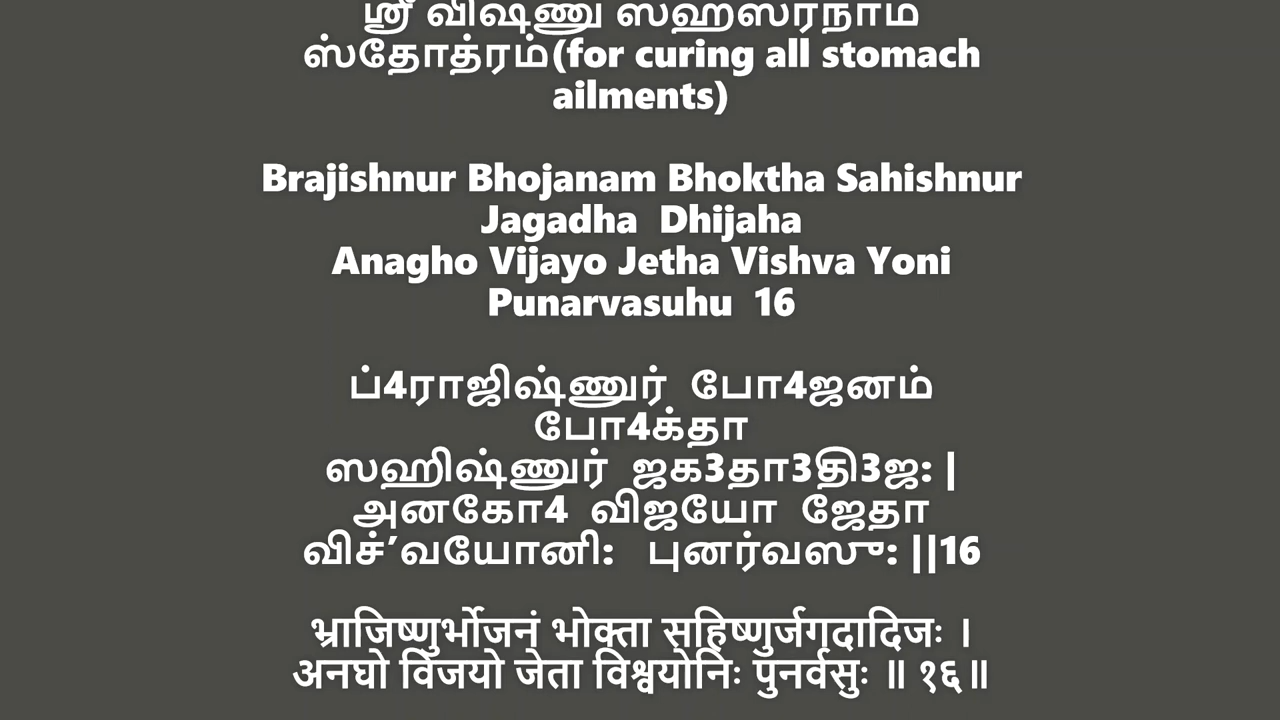 ஸ்ரீ விஷ்ணு ஸஹஸ்ரநாம
ஸ்தோத்ரம்(for curing all stomach
ailments)
Brajishnur Bhojanam Bhoktha Sahishnur
Jagadha Dhijaha
Anagho Vijayo Jetha Vishva Yoni
Punarvasuhu 16
ப்4ராஜிஷ்ணுர் போ4ஜனம்
போ4க்தா
ஸஹிஷ்ணுர் ஜக3தா3தி3ஜ: |
அனகோ4 விஜயோ ஜேதா
விச்’வயோனி: புனர்வஸு: ||16
भ्राजिष्णुर्भोजनं भोक्ता सहिष्णुर्जगदादिजः ।
अनघो विजयो जेता विश्वयोनिः पुनर्वसुः ॥ १६॥